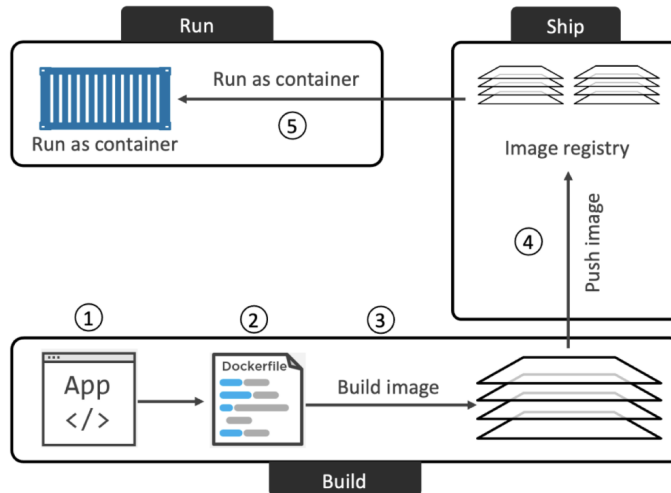 Run
Ship
Run as container
5
Run as container
Image registry
4
Push image
1
2
3
App
</>
Dockerfile
Build image
Build